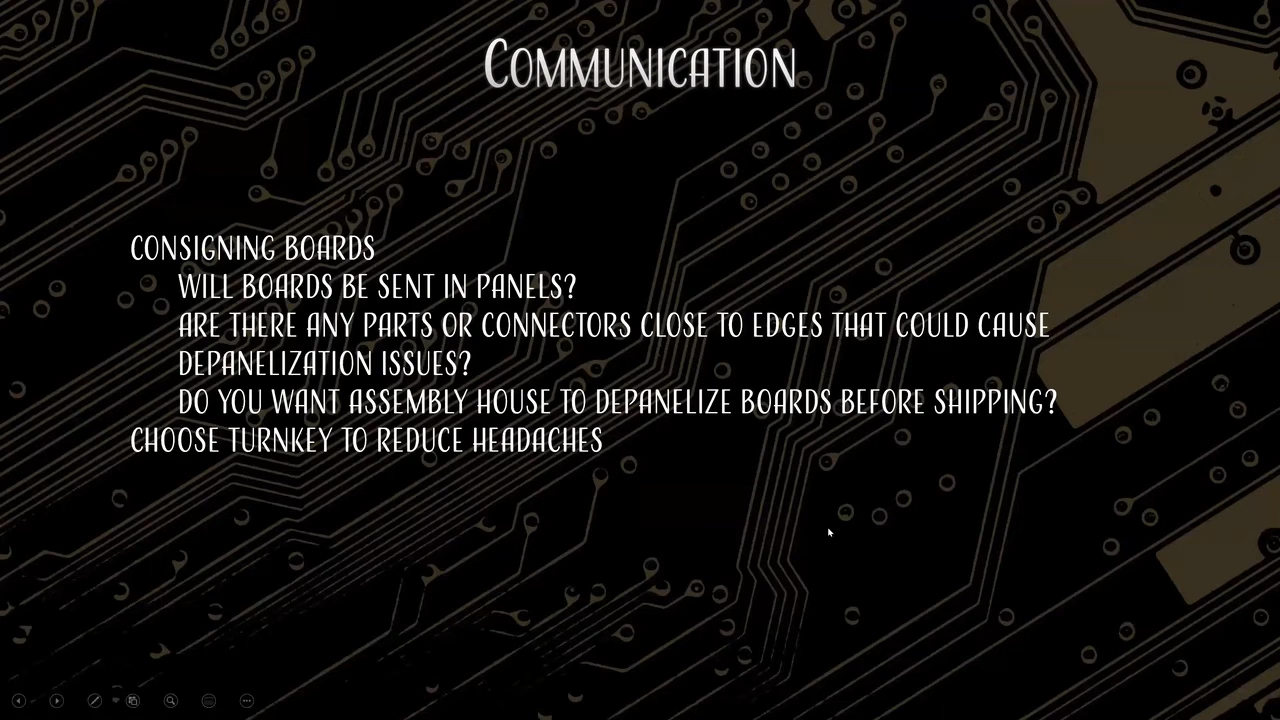 COMMUNICATION
CONSIGNING BOARDS
WILL BOARDS BE SENT IN PANELS?
ARE THERE ANY PARTS OR CONNECTORS CLOSE TO EDGES THAT COULD CAUSE
DEPANELIZATION ISSUES?
DO YOU WANT ASSEMBLY HOUSE TO DEPANELIZE BOARDS BEFORE SHIPPING?
CHOOSE TURNKEY TO REDUCE HEADACHES